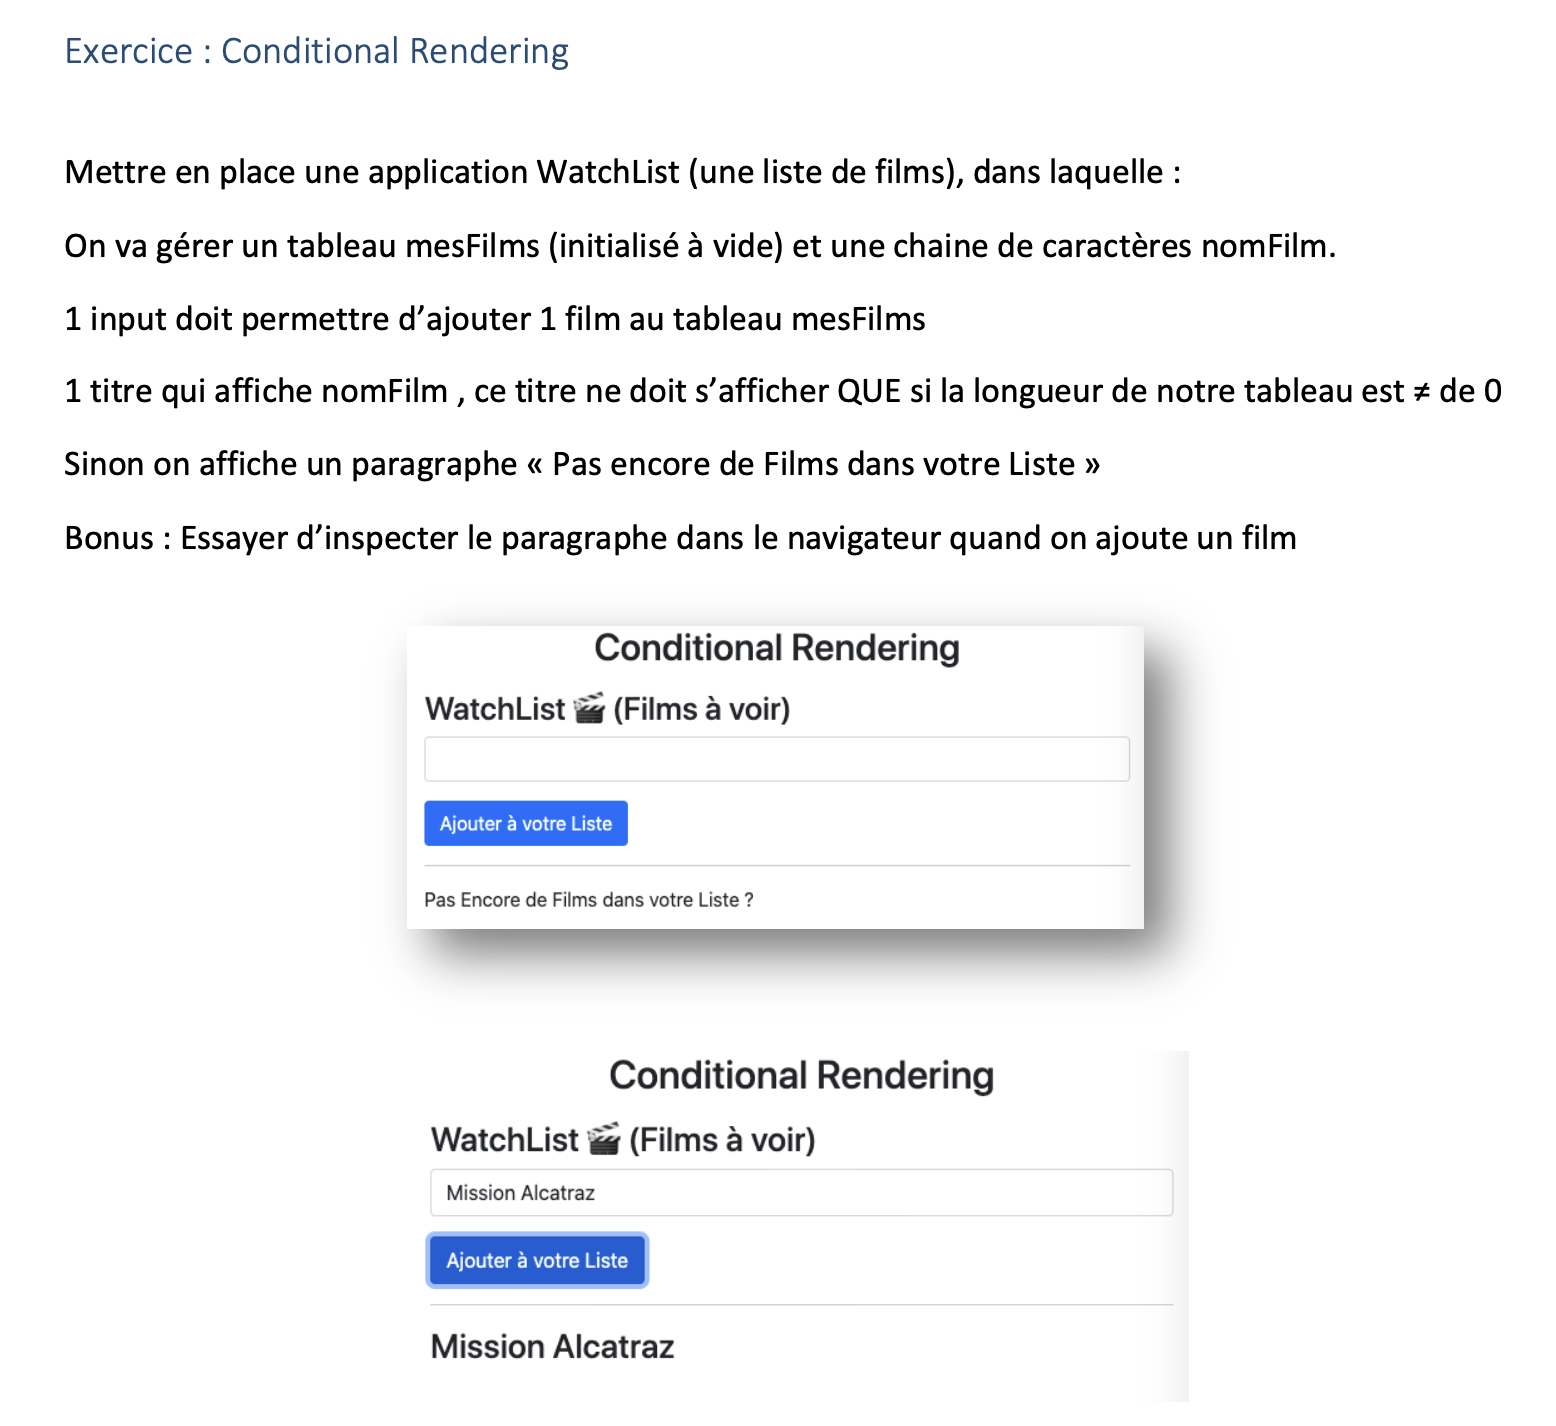 Exercice : Conditional Rendering
Mettre en place une application WatchList (une liste de films), dans laquelle :
On va gérer un tableau mesFilms (initialisé à vide) et une chaine de caractères nomFilm.
1 input doit permettre d’ajouter 1 film au tableau mesFilms
1 titre qui affiche nomFilm , ce titre ne doit s’afficher QUE si la longueur de notre tableau est ≠ de 0
Sinon on affiche un paragraphe « Pas encore de Films dans votre Liste »
Bonus : Essayer d’inspecter le paragraphe dans le navigateur quand on ajoute un film
Conditional Rendering
WatchList 🎬 (Films à voir)
Ajouter à votre Liste
Pas Encore de Films dans votre Liste ?
Conditional Rendering
WatchList 🎬 (Films à voir)
Mission Alcatraz
Ajouter à votre Liste
Mission Alcatraz